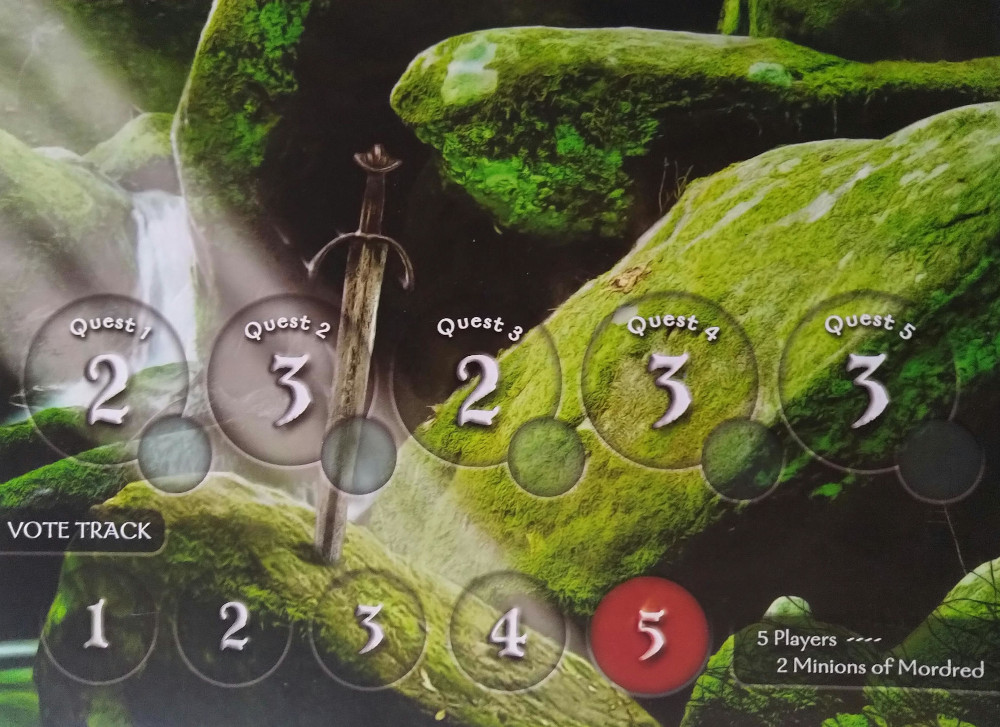 Quest 1 Quest 2 Quest 3 Quest 4 Quest 5
2 3 2 3 3
VOTE TRACK
1 2 3 4 5
5 Players ----
2 Minions of Mordred